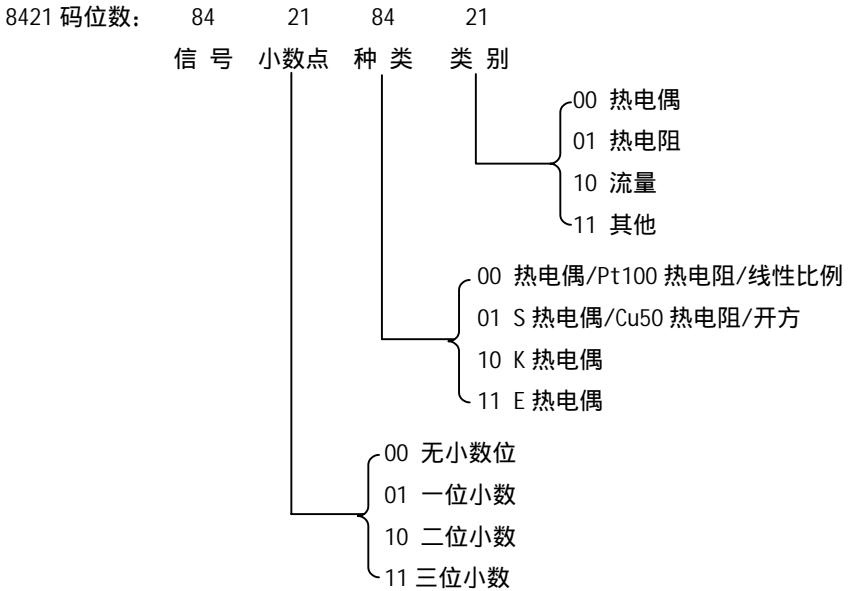 8421 码位数： 84 21 84 21
信 号 小数点 种 类 类 别
00 热电偶
01 热电阻
10 流量
11 其他
00 热电偶/Pt100 热电阻/线性比例
01 S 热电偶/Cu50 热电阻/开方
10 K 热电偶
11 E 热电偶
00 无小数位
01 一位小数
10 二位小数
11 三位小数